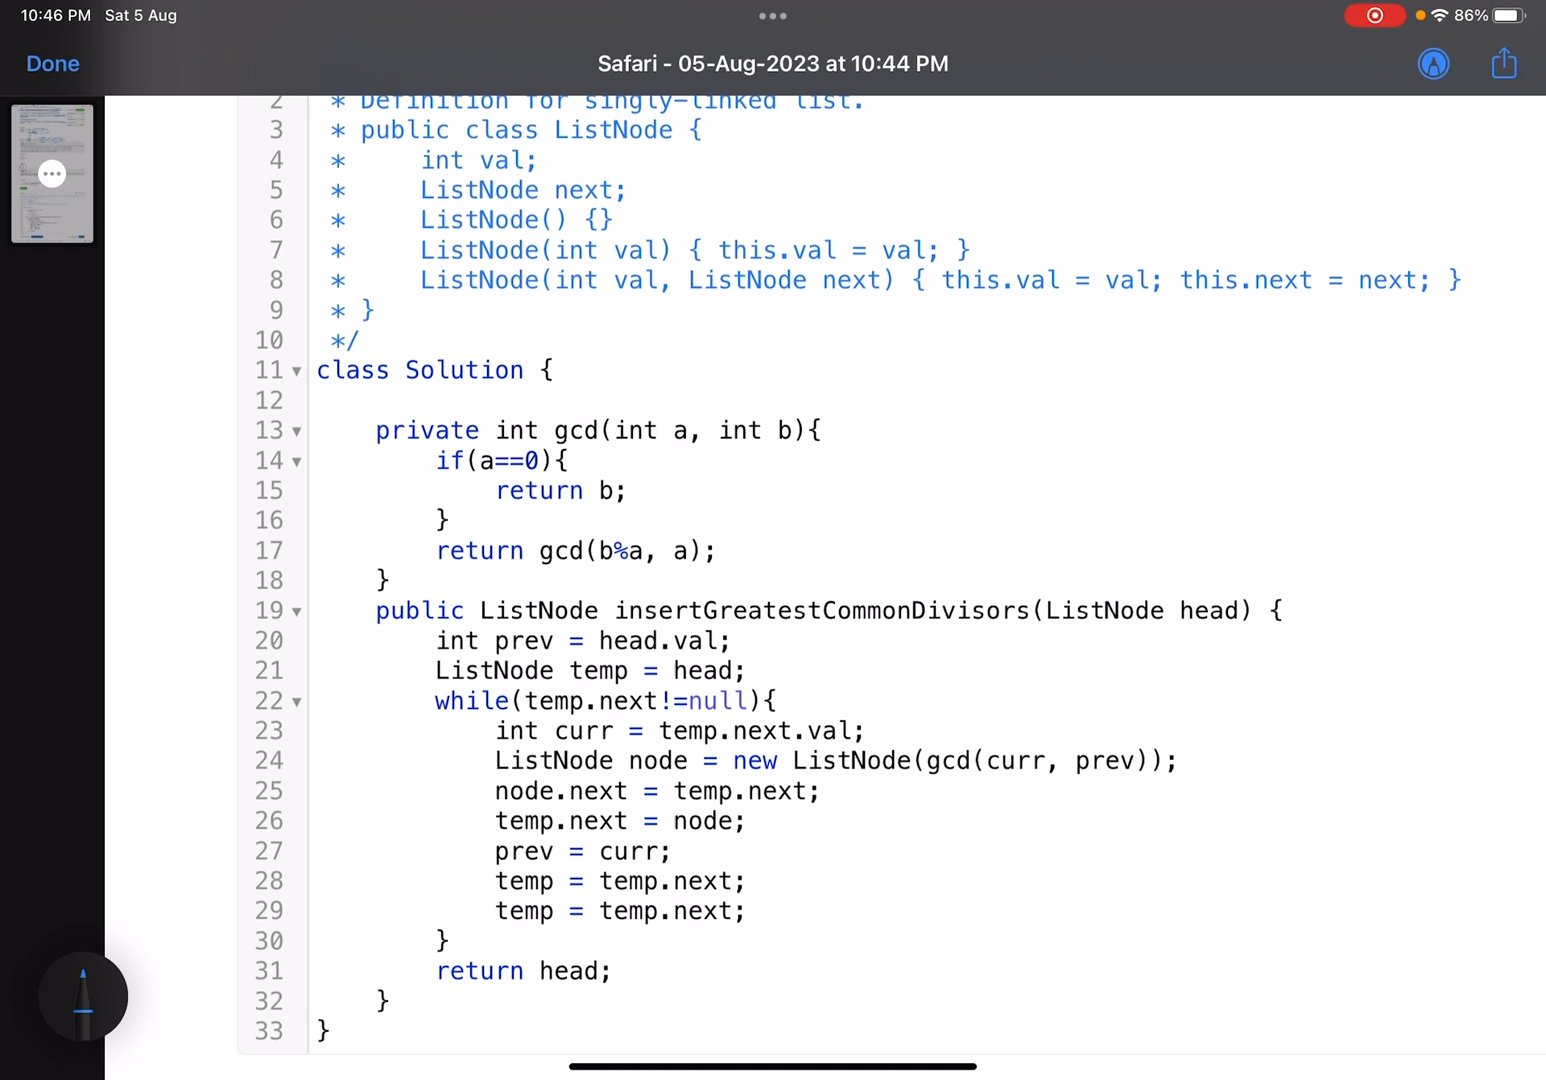 10:46 PM Sat 5 Aug
86%
Done
Safari - 05-Aug-2023 at 10:44 PM
2 * Definition for singly-linked list.
3 * public class ListNode {
4 *     int val;
5 *     ListNode next;
6 *     ListNode() {}
7 *     ListNode(int val) { this.val = val; }
8 *     ListNode(int val, ListNode next) { this.val = val; this.next = next; }
9 * }
10 */
11 class Solution {
12
13     private int gcd(int a, int b){
14         if(a==0){
15             return b;
16         }
17         return gcd(b%a, a);
18     }
19     public ListNode insertGreatestCommonDivisors(ListNode head) {
20         int prev = head.val;
21         ListNode temp = head;
22         while(temp.next!=null){
23             int curr = temp.next.val;
24             ListNode node = new ListNode(gcd(curr, prev));
25             node.next = temp.next;
26             temp.next = node;
27             prev = curr;
28             temp = temp.next;
29             temp = temp.next;
30         }
31         return head;
32     }
33 }